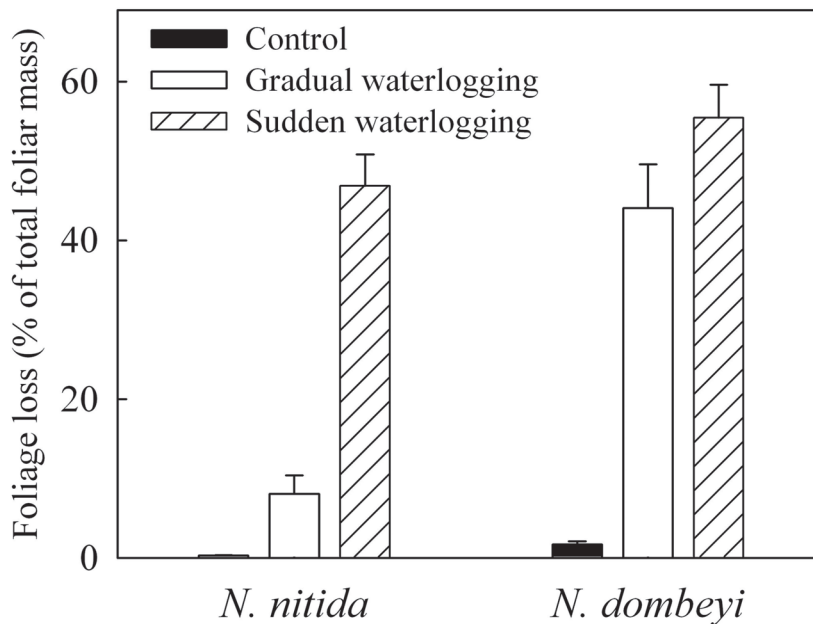 Control
Gradual waterlogging
Sudden waterlogging
Foliage loss (% of total foliar mass)
60
40
20
0
N. nitida
N. dombeyi